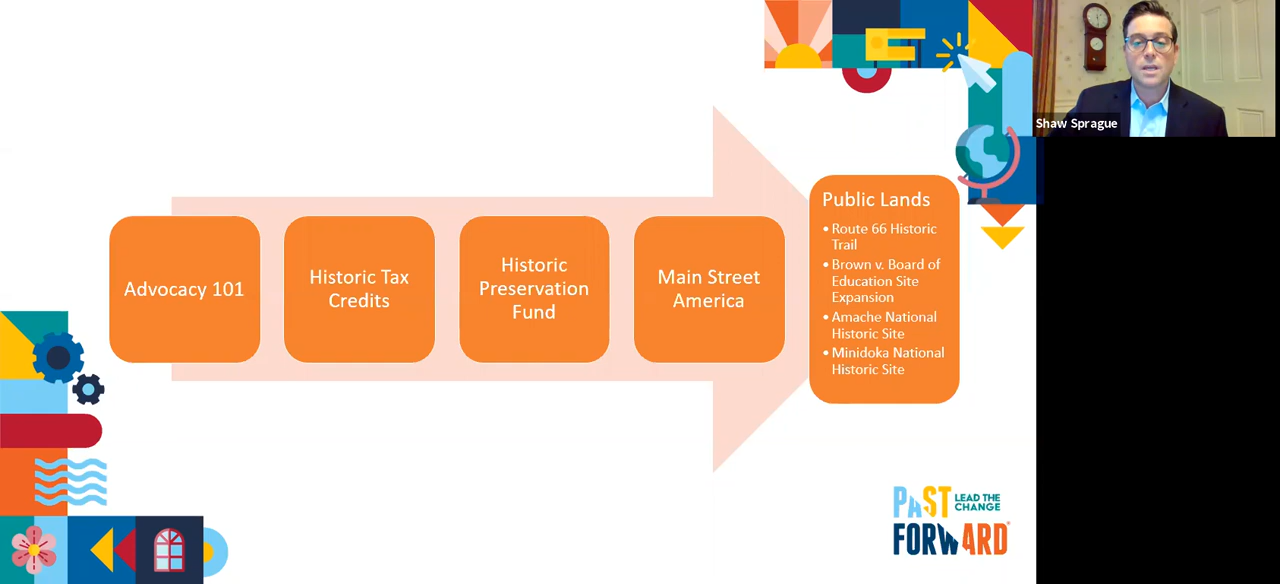 Shaw Sprague
Advocacy 101
Historic Tax
Credits
Historic
Preservation
Fund
Main Street
America
Public Lands
• Route 66 Historic
Trail
• Brown v. Board of
Education Site
Expansion
• Amache National
Historic Site
• Minidoka National
Historic Site
PAST LEAD THE
CHANGE
FORWARD®